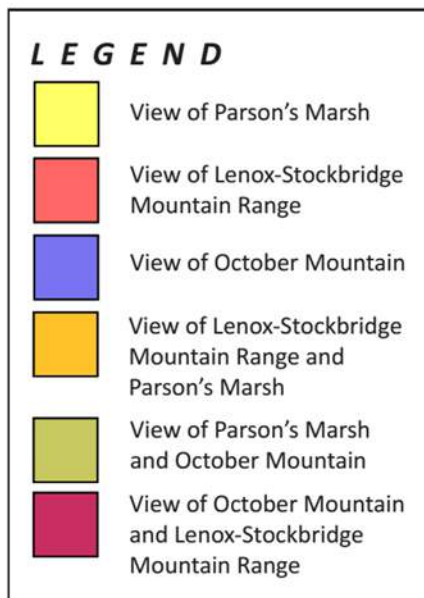 LEGEND
View of Parson’s Marsh
View of Lenox-Stockbridge
Mountain Range
View of October Mountain
View of Lenox-Stockbridge
Mountain Range and
Parson’s Marsh
View of Parson’s Marsh
and October Mountain
View of October Mountain
and Lenox-Stockbridge
Mountain Range